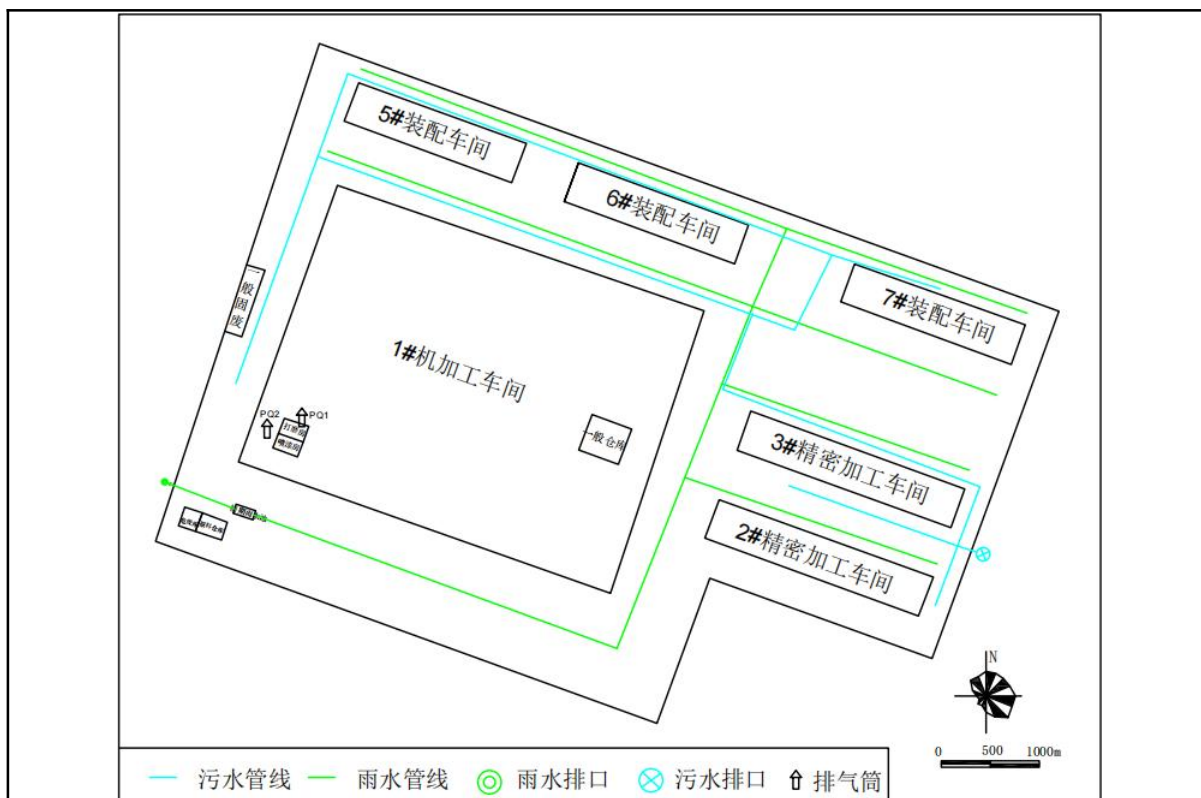 5#装配车间
6#装配车间
7#装配车间
一般固废
1#机加工车间
PQ2
PQ1
打磨房
喷漆房
一般仓库
3#精密加工车间
2#精密加工车间
N
0 500 1000m
污水管线 雨水管线 雨水排口 污水排口 排气筒